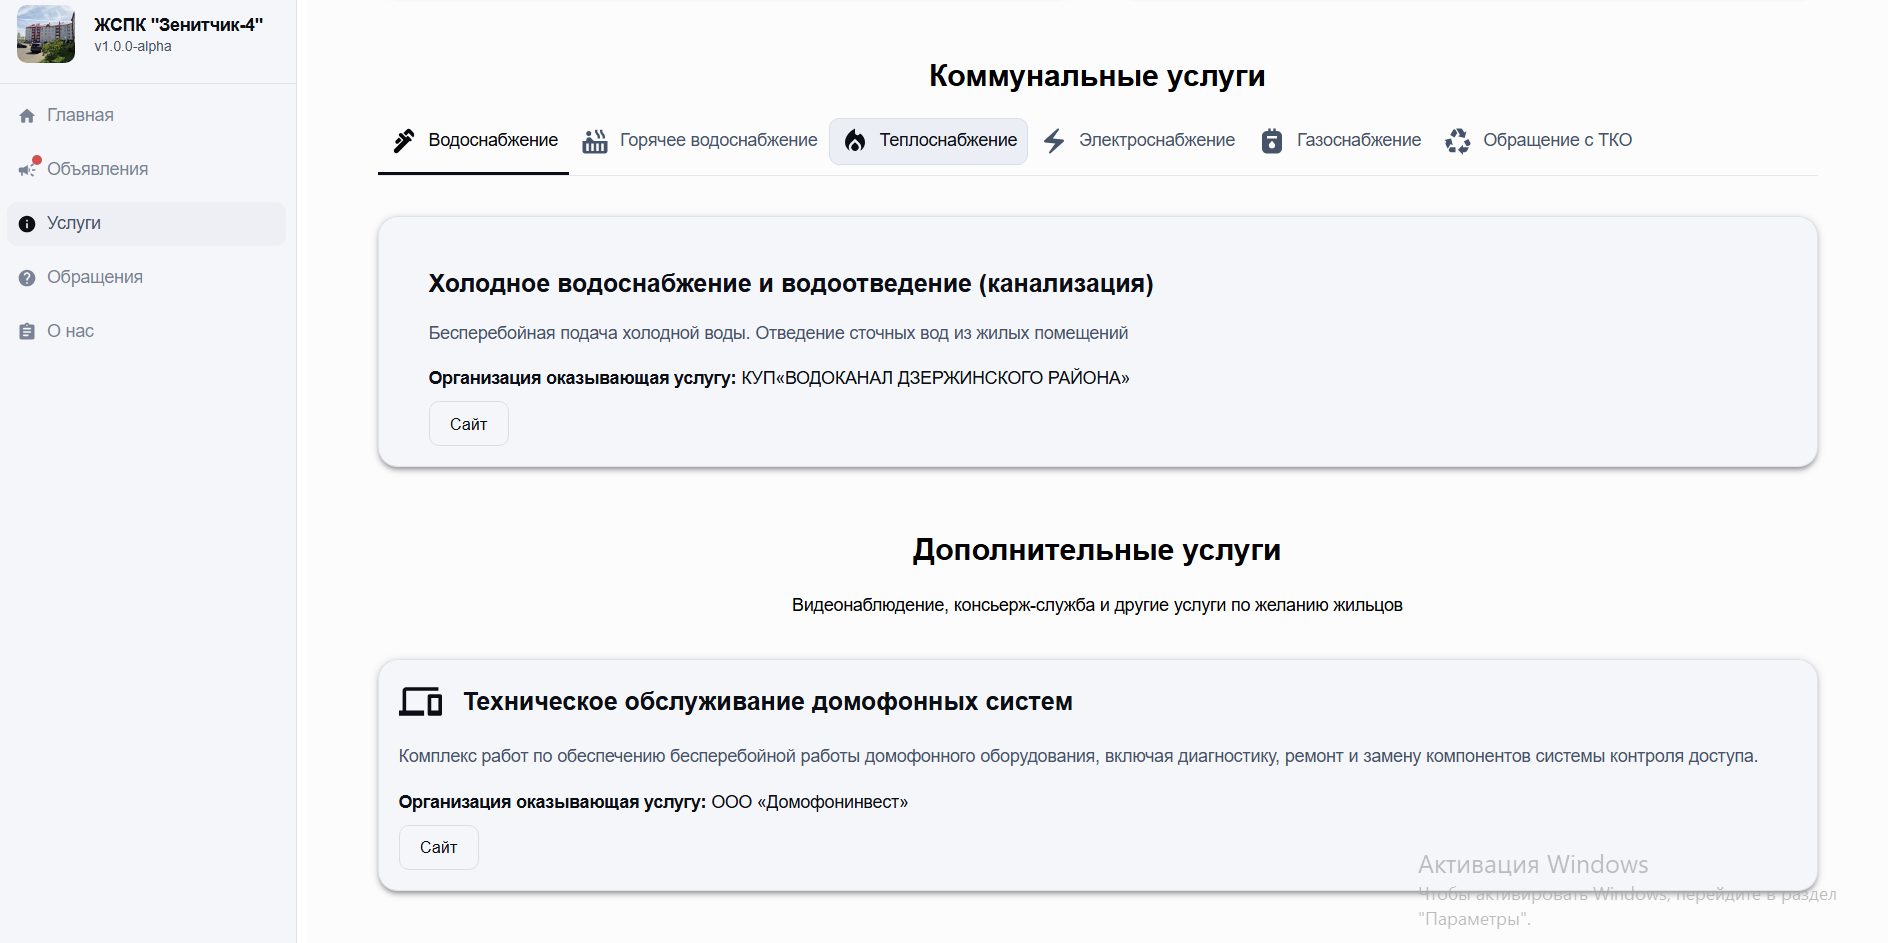 ЖСПК "Зенитчик-4"
v1.0.0-alpha
Главная
Объявления
Услуги
Обращения
О нас
Коммунальные услуги
Водоснабжение
Горячее водоснабжение
Теплоснабжение
Электроснабжение
Газоснабжение
Обращение с ТКО
Холодное водоснабжение и водоотведение (канализация)
Бесперебойная подача холодной воды. Отведение сточных вод из жилых помещений
Организация оказывающая услугу: КУП«ВОДОКАНАЛ ДЗЕРЖИНСКОГО РАЙОНА»
Сайт
Дополнительные услуги
Видеонаблюдение, консьерж-служба и другие услуги по желанию жильцов
Техническое обслуживание домофонных систем
Комплекс работ по обеспечению бесперебойной работы домофонного оборудования, включая диагностику, ремонт и замену компонентов системы контроля доступа.
Организация оказывающая услугу: ООО «Домофонинвест»
Сайт
Активация Windows
Чтобы активировать Windows, перейдите в раздел
"Параметры".